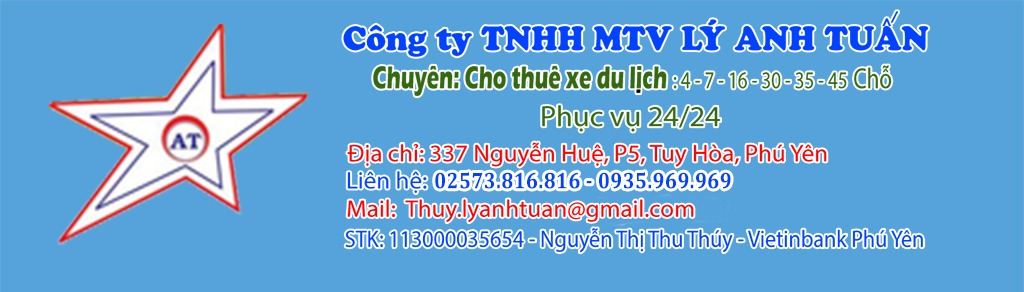 AT
Công ty TNHH MTV LÝ ANH TUẤN
Chuyên: Cho thuê xe du lịch : 4 - 7 - 16 - 30 - 35 - 45 Chỗ
Phục vụ 24/24
Địa chỉ: 337 Nguyễn Huệ, P5, Tuy Hòa, Phú Yên
Liên hệ: 02573.816.816 - 0935.969.969
Mail: Thuy.lyanhtuan@gmail.com
STK: 113000035654 - Nguyễn Thị Thu Thúy - Vietinbank Phú Yên